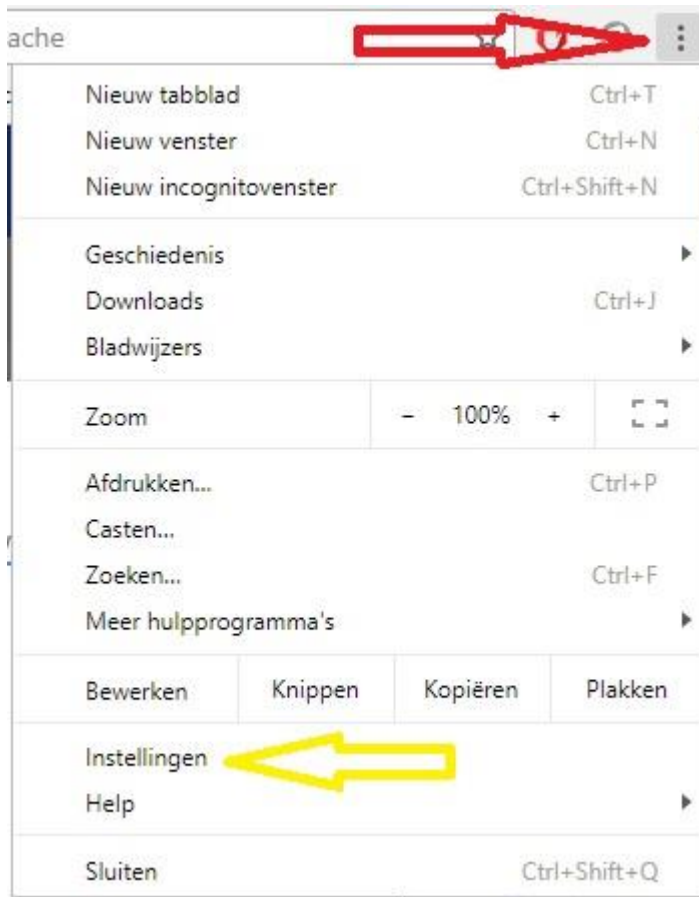 ache
Nieuw tabblad Ctrl+T
Nieuw venster Ctrl+N
Nieuw incognitovenster Ctrl+Shift+N
Geschiedenis
Downloads Ctrl+J
Bladwijzers
Zoom - 100% +
Afdrukken... Ctrl+P
Casten...
Zoeken... Ctrl+F
Meer hulpprogramma's
Bewerken Knippen Kopiëren Plakken
Instellingen
Help
Sluiten Ctrl+Shift+Q